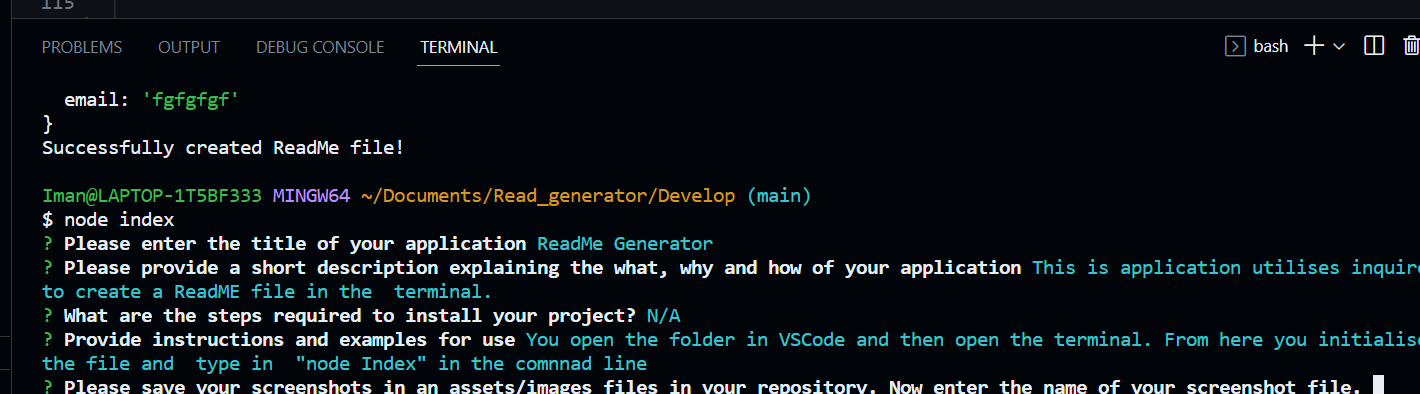 115
PROBLEMS OUTPUT DEBUG CONSOLE TERMINAL bash
email: 'fgfgfgf'
}
Successfully created ReadMe file!
Iman@LAPTOP-1T5BF333 MINGW64 ~/Documents/Read_generator/Develop (main)
$ node index
? Please enter the title of your application ReadMe Generator
? Please provide a short description explaining the what, why and how of your application This is application utilises inquire
to create a ReadME file in the  terminal.
? What are the steps required to install your project? N/A
? Provide instructions and examples for use You open the folder in VSCode and then open the terminal. From here you initialise
the file and  type in  "node Index" in the comnnad line
? Please save your screenshots in an assets/images files in your repository. Now enter the name of your screenshot file.